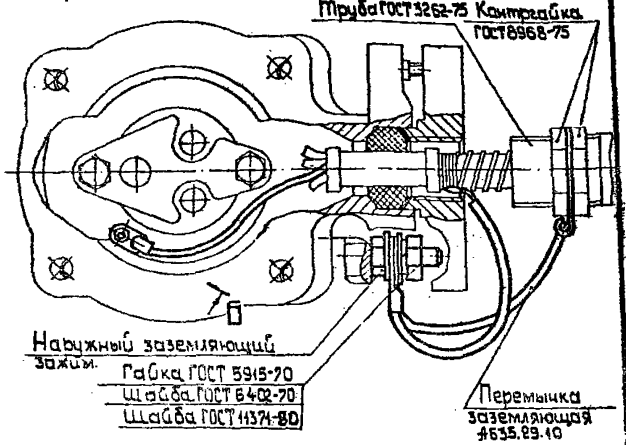 Труба ГОСТ 3262-75 Контргайка
ГОСТ 8968-75
Наружный заземляющий
зажим.
Гайка ГОСТ 5915-70
Шайба ГОСТ 6402-70
Шайба ГОСТ 11371-80
Перемычка
заземляющая
А635.29.10